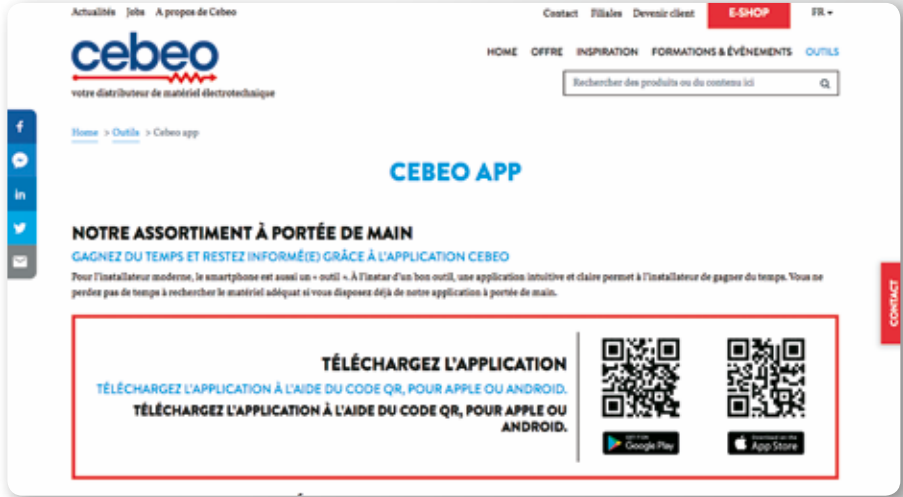 Actualités Jobs A propos de Cebeo
Contact Filiales Devenir client E-SHOP FR
cebeo
votre distributeur de matériel électrotechnique
HOME OFFRE INSPIRATION FORMATIONS & ÉVÉNEMENTS OUTILS
Rechercher des produits ou du contenu ici
Home > Outils > Cebeo app
CEBEO APP
NOTRE ASSORTIMENT À PORTÉE DE MAIN
GAGNEZ DU TEMPS ET RESTEZ INFORMÉ(E) GRÂCE À L'APPLICATION CEBEO
Pour l'installateur moderne, le smartphone est aussi un « outil ». À l'instar d'un bon outil, une application intuitive et claire permet à l'installateur de gagner du temps. Vous ne
perdez pas de temps à rechercher le matériel adéquat si vous disposez déjà de notre application à portée de main.
CONTACT
TÉLÉCHARGEZ L'APPLICATION
TÉLÉCHARGEZ L'APPLICATION À L'AIDE DU CODE QR, POUR APPLE OU ANDROID.
TÉLÉCHARGEZ L'APPLICATION À L'AIDE DU CODE QR, POUR APPLE OU
ANDROID.
GET IT ON
Google Play
Download on the
App Store